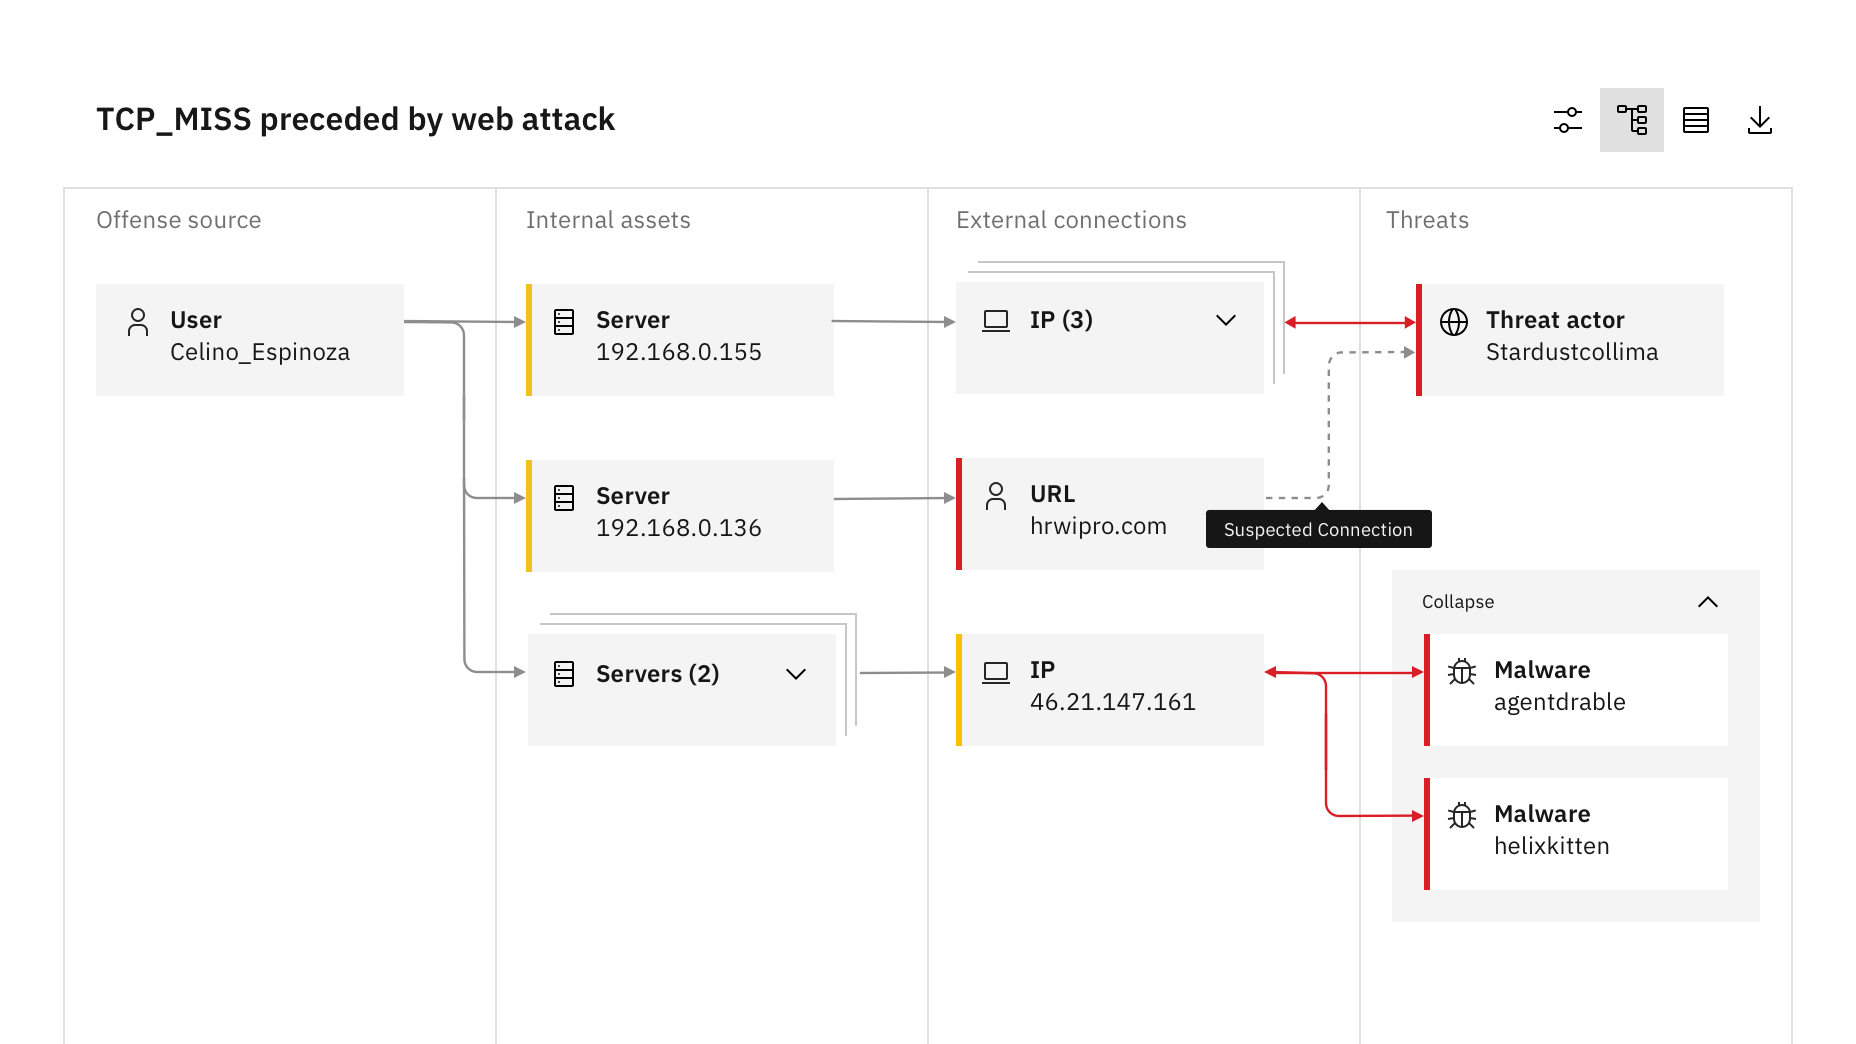 TCP_MISS preceded by web attack
Offense source
Internal assets
External connections
Threats
User
Celino_Espinoza
Server
192.168.0.155
IP (3)
Threat actor
Stardustcollima
Server
192.168.0.136
URL
hrwipro.com
Suspected Connection
Collapse
Servers (2)
IP
46.21.147.161
Malware
agentdrable
Malware
helixkitten